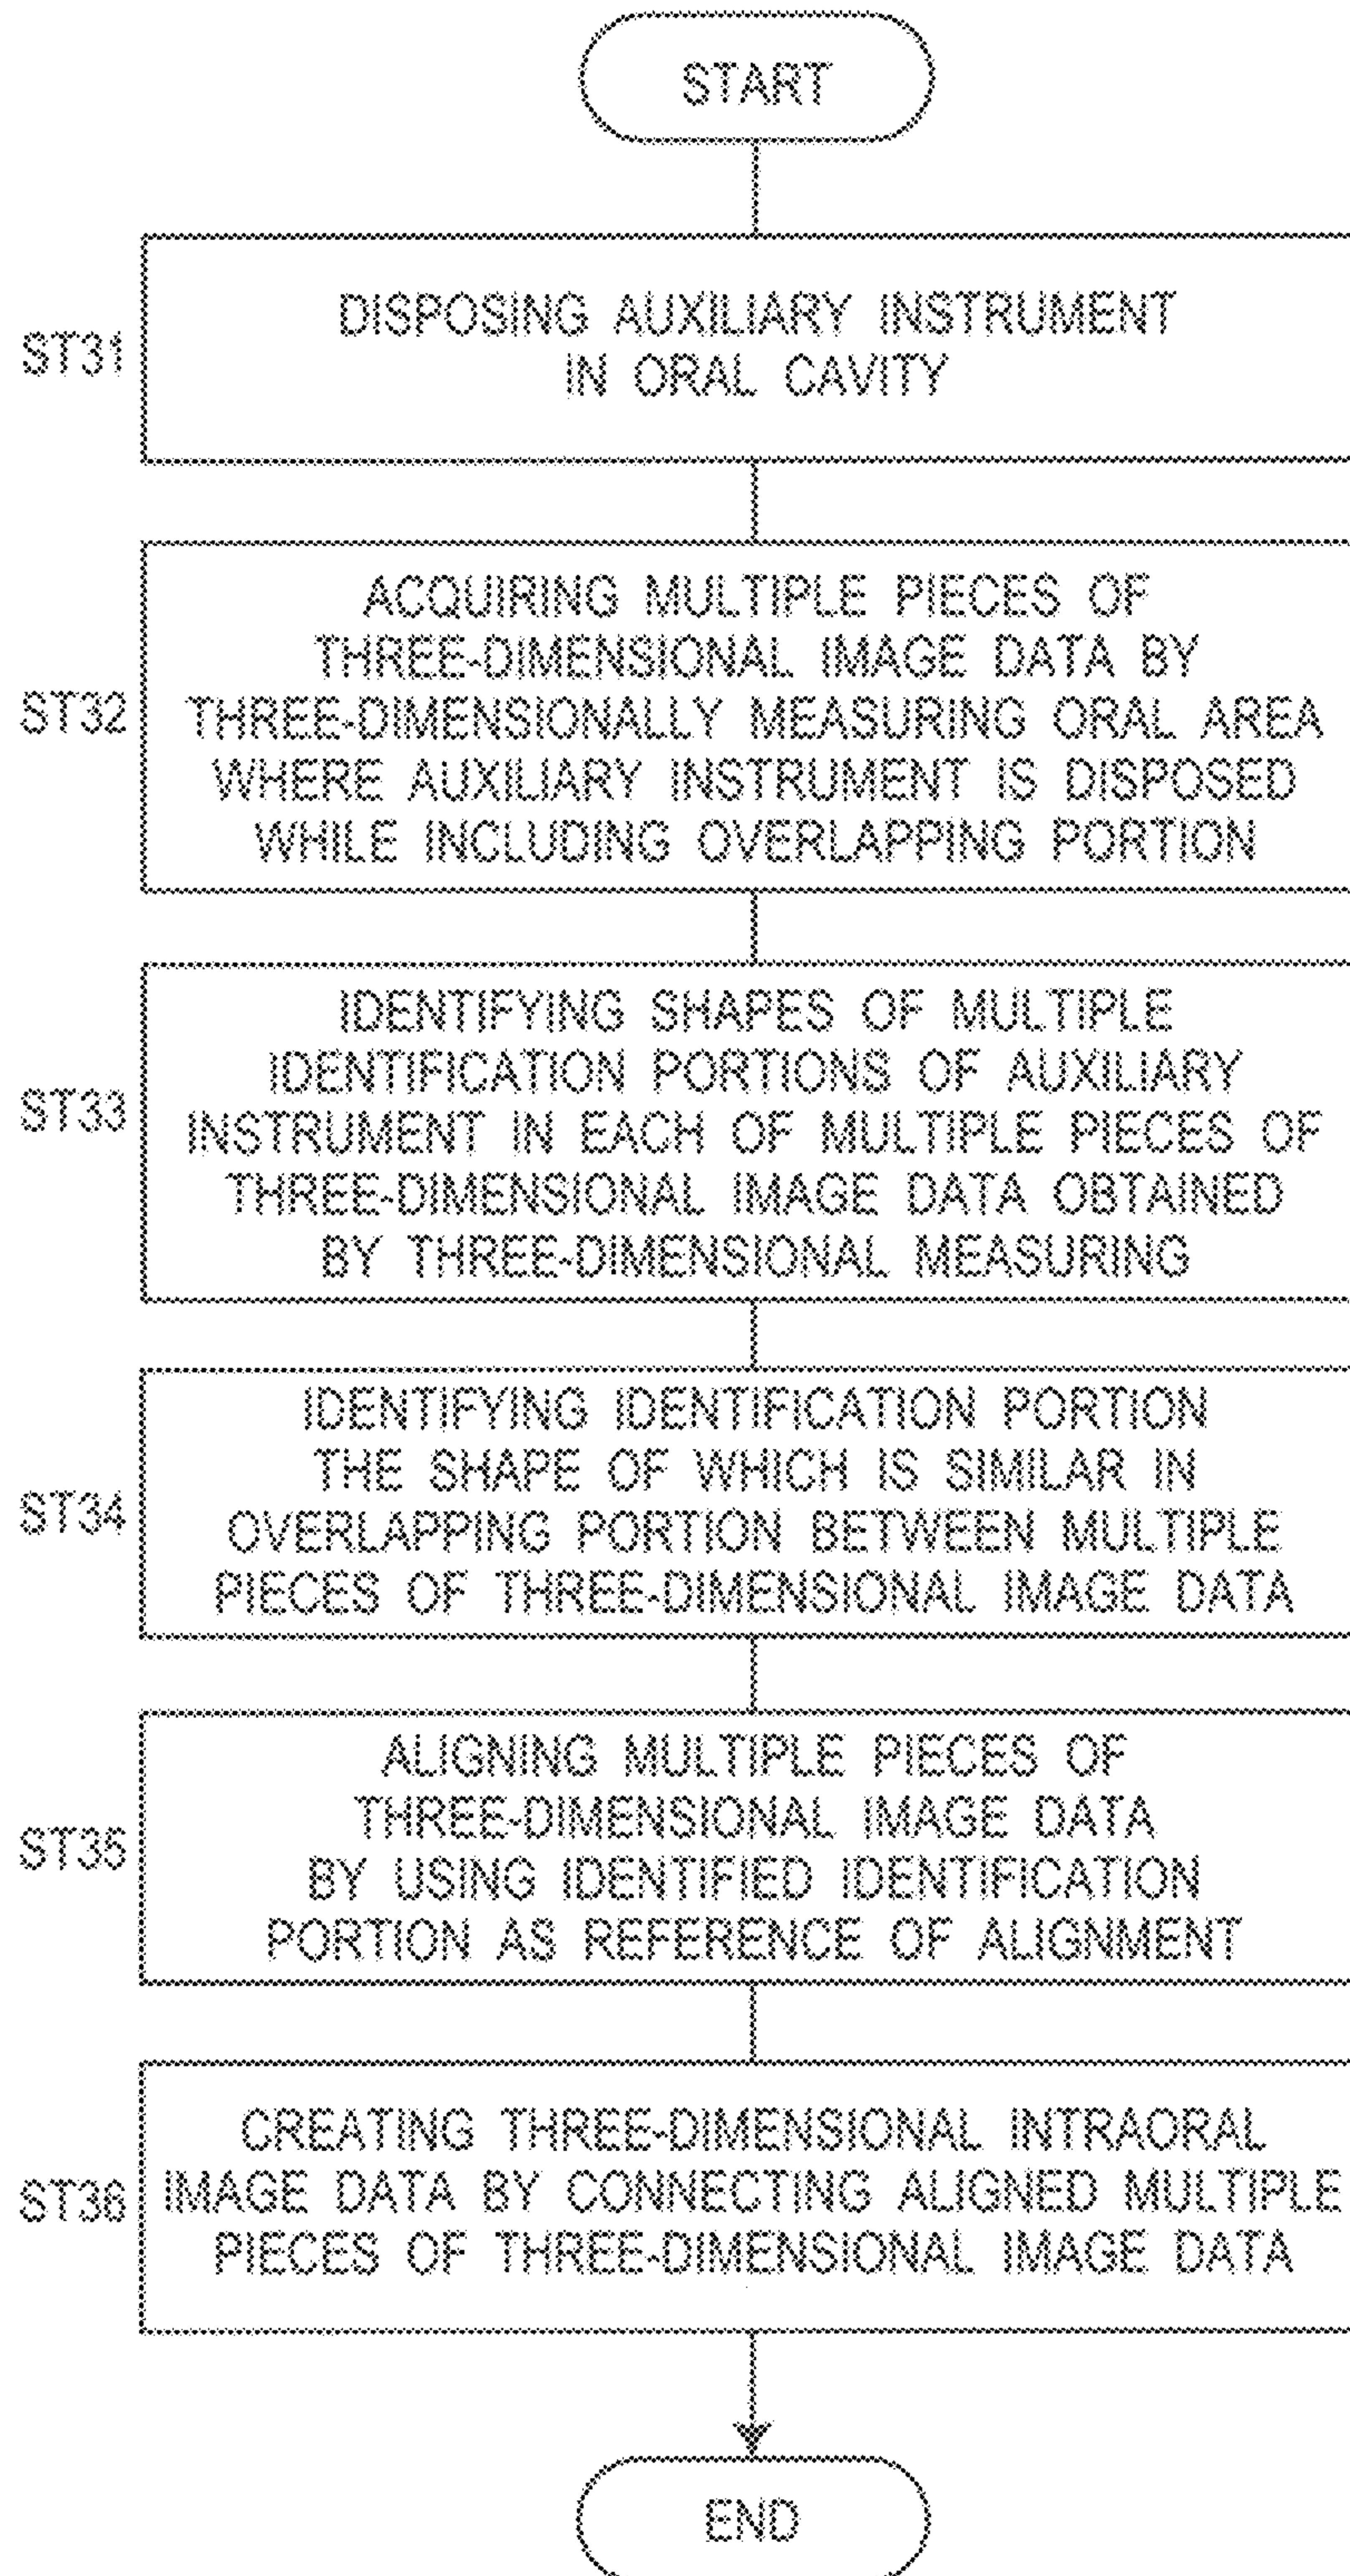 START
ST31
DISPOSING AUXILIARY INSTRUMENT
IN ORAL CAVITY
ST32
ACQUIRING MULTIPLE PIECES OF
THREE-DIMENSIONAL IMAGE DATA BY
THREE-DIMENSIONALLY MEASURING ORAL AREA
WHERE AUXILIARY INSTRUMENT IS DISPOSED
WHILE INCLUDING OVERLAPPING PORTION
ST33
IDENTIFYING SHAPES OF MULTIPLE
IDENTIFICATION PORTIONS OF AUXILIARY
INSTRUMENT IN EACH OF MULTIPLE PIECES OF
THREE-DIMENSIONAL IMAGE DATA OBTAINED
BY THREE-DIMENSIONAL MEASURING
ST34
IDENTIFYING IDENTIFICATION PORTION
THE SHAPE OF WHICH IS SIMILAR IN
OVERLAPPING PORTION BETWEEN MULTIPLE
PIECES OF THREE-DIMENSIONAL IMAGE DATA
ST35
ALIGNING MULTIPLE PIECES OF
THREE-DIMENSIONAL IMAGE DATA
BY USING IDENTIFIED IDENTIFICATION
PORTION AS REFERENCE OF ALIGNMENT
ST36
CREATING THREE-DIMENSIONAL INTRAORAL
IMAGE DATA BY CONNECTING ALIGNED MULTIPLE
PIECES OF THREE-DIMENSIONAL IMAGE DATA
END